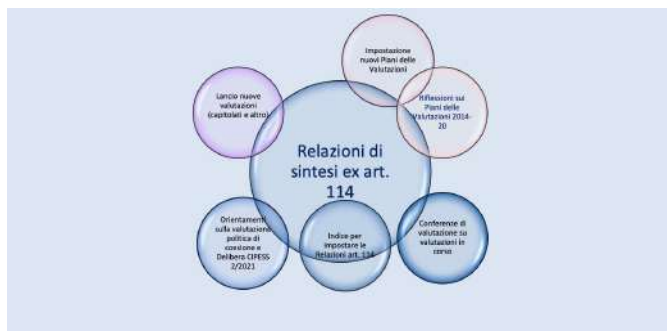 Impostazione
nuovi Piani delle
Valutazioni
Lancio nuove
valutazioni
(capitolati e altro)
Riflessioni sui
Piani delle
Valutazioni 2014-
20
Relazioni di
sintesi ex art.
114
Orientamenti
sulla valutazione
politica di
coesione e
Delibera CIPESS
2/2021
Indice per
impostare le
Relazioni art. 114
Conferenze di
valutazione su
valutazioni in
corso